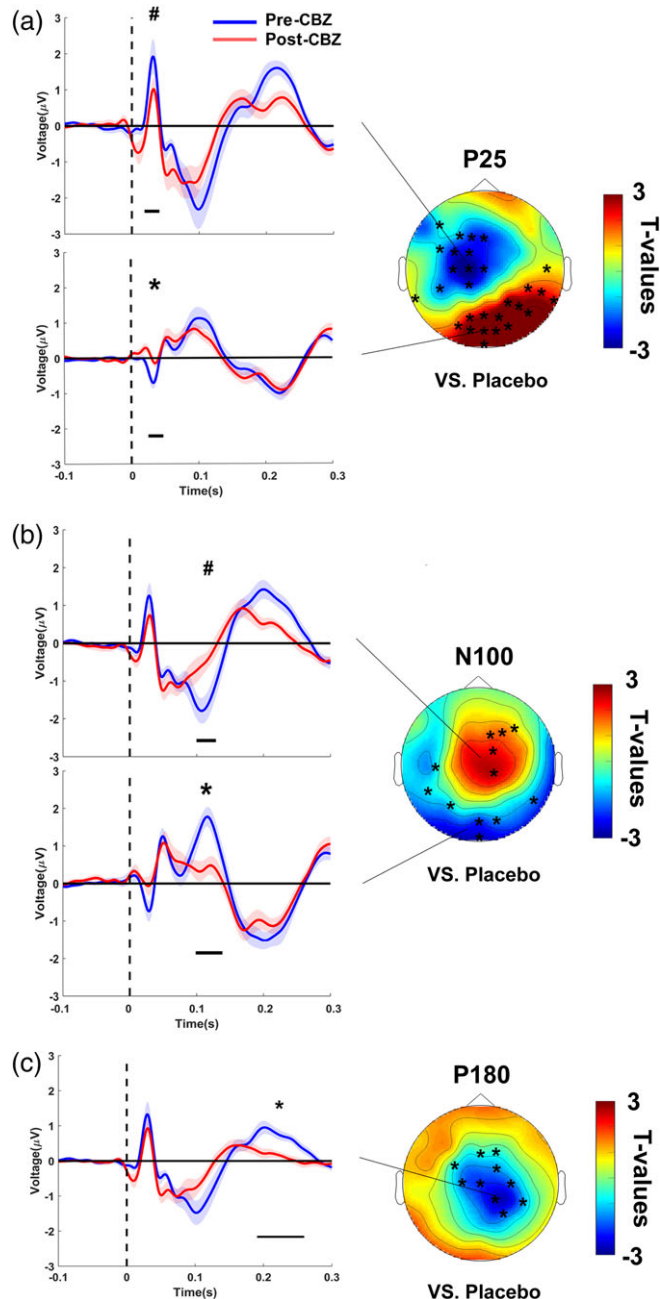 (a)
#
Pre-CBZ
Post-CBZ
3
2
1
0
-1
-2
-3
Voltage(μV)
*
3
2
1
0
-1
-2
-3
Voltage(μV)
-0.1
0
0.1
0.2
0.3
Time(s)
P25
3
-3
T-values
VS. Placebo
(b)
#
3
2
1
0
-1
-2
-3
Voltage(μV)
*
3
2
1
0
-1
-2
-3
Voltage(μV)
-0.1
0
0.1
0.2
0.3
Time(s)
N100
3
-3
T-values
VS. Placebo
(c)
*
3
2
1
0
-1
-2
-3
Voltage(μV)
-0.1
0
0.1
0.2
0.3
Time(s)
P180
3
-3
T-values
VS. Placebo